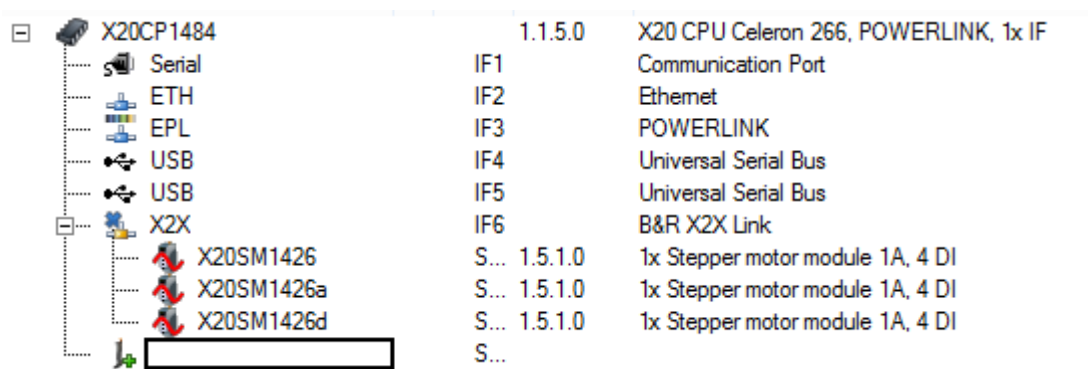 X20CP1484 1.1.5.0 X20 CPU Celeron 266, POWERLINK, 1x IF
Serial IF1 Communication Port
ETH IF2 Ethernet
EPL IF3 POWERLINK
USB IF4 Universal Serial Bus
USB IF5 Universal Serial Bus
X2X IF6 B&R X2X Link
X20SM1426 S... 1.5.1.0 1x Stepper motor module 1A, 4 DI
X20SM1426a S... 1.5.1.0 1x Stepper motor module 1A, 4 DI
X20SM1426d S... 1.5.1.0 1x Stepper motor module 1A, 4 DI
S...